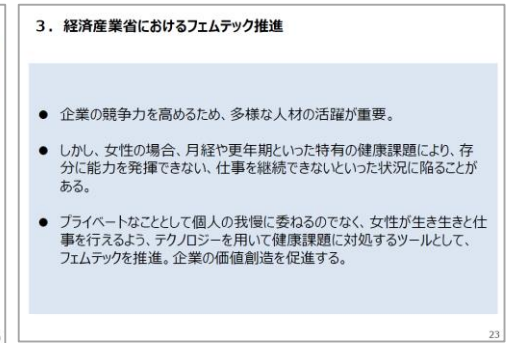 3．経済産業省におけるフェムテック推進
● 企業の競争力を高めるため、多様な人材の活躍が重要。
● しかし、女性の場合、月経や更年期といった特有の健康課題により、存
分に能力を発揮できない、仕事を継続できないといった状況に陥ることが
ある。
● プライベートなこととして個人の我慢に委ねるのでなく、女性が生き生きと仕
事を行えるよう、テクノロジーを用いて健康課題に対処するツールとして、
フェムテックを推進。企業の価値創造を促進する。
23